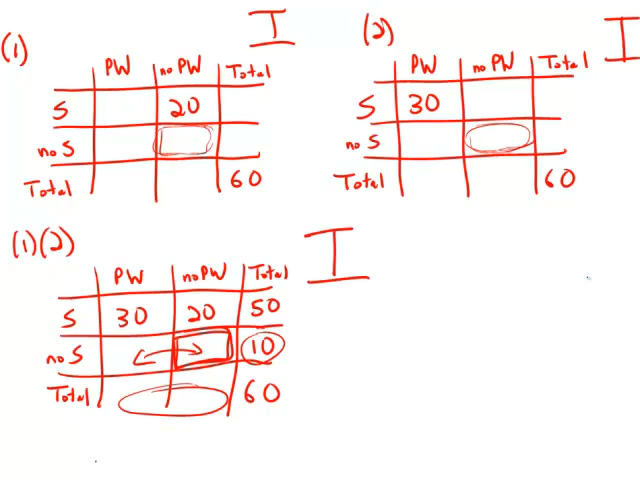 (1)
I
PW no PW Total
S 20
no S
Total 60
(2)
I
PW no PW Total
S 30
no S
Total 60
(1)(2)
I
PW no PW Total
S 30 20 50
no S 10
Total 60